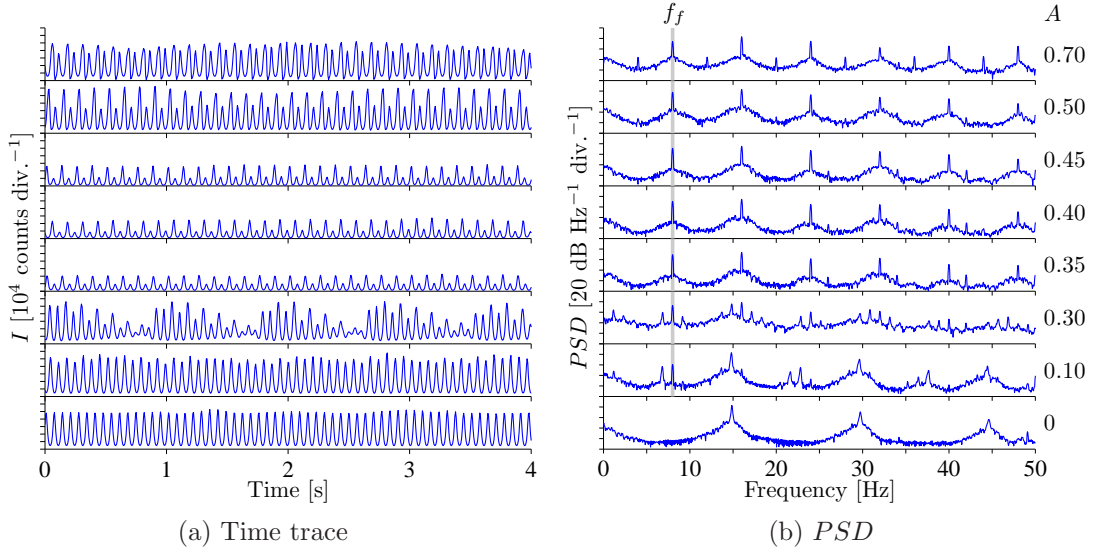 $f_f$ A
0.70
0.50
0.45
0.40
0.35
0.30
0.10
0
I [10⁴ counts div.⁻¹]
PSD [20 dB Hz⁻¹ div.⁻¹]
0 1 2 3 4
Time [s]
0 10 20 30 40 50
Frequency [Hz]
(a) Time trace
(b) PSD